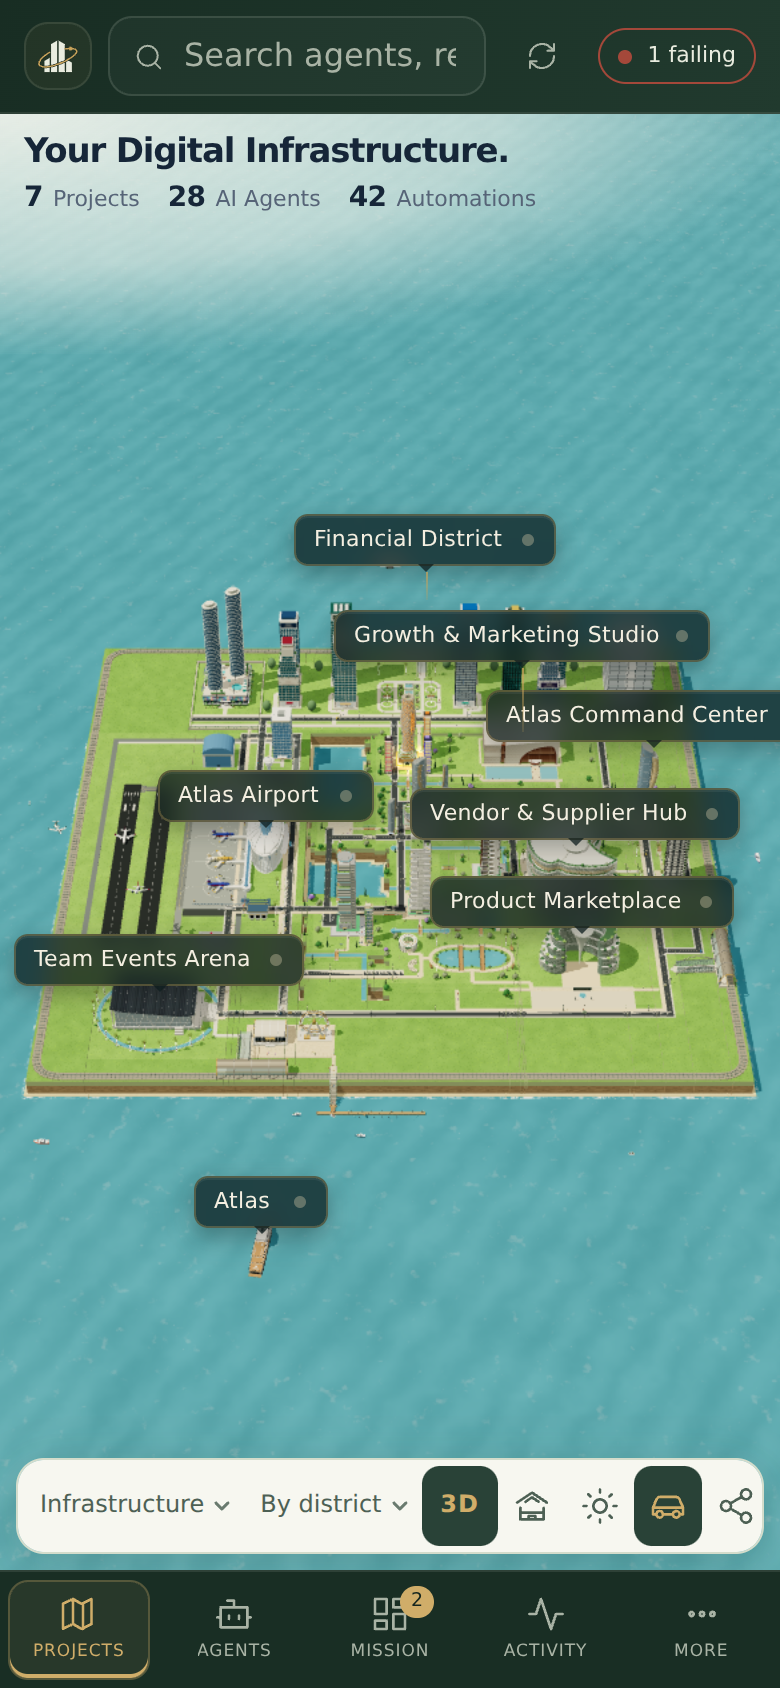 Search agents, re
1 failing
Your Digital Infrastructure.
7 Projects 28 AI Agents 42 Automations
Financial District
Growth & Marketing Studio
Atlas Command Center
Atlas Airport
Vendor & Supplier Hub
Product Marketplace
Team Events Arena
Atlas
Infrastructure By district 3D
2
PROJECTS AGENTS MISSION ACTIVITY MORE